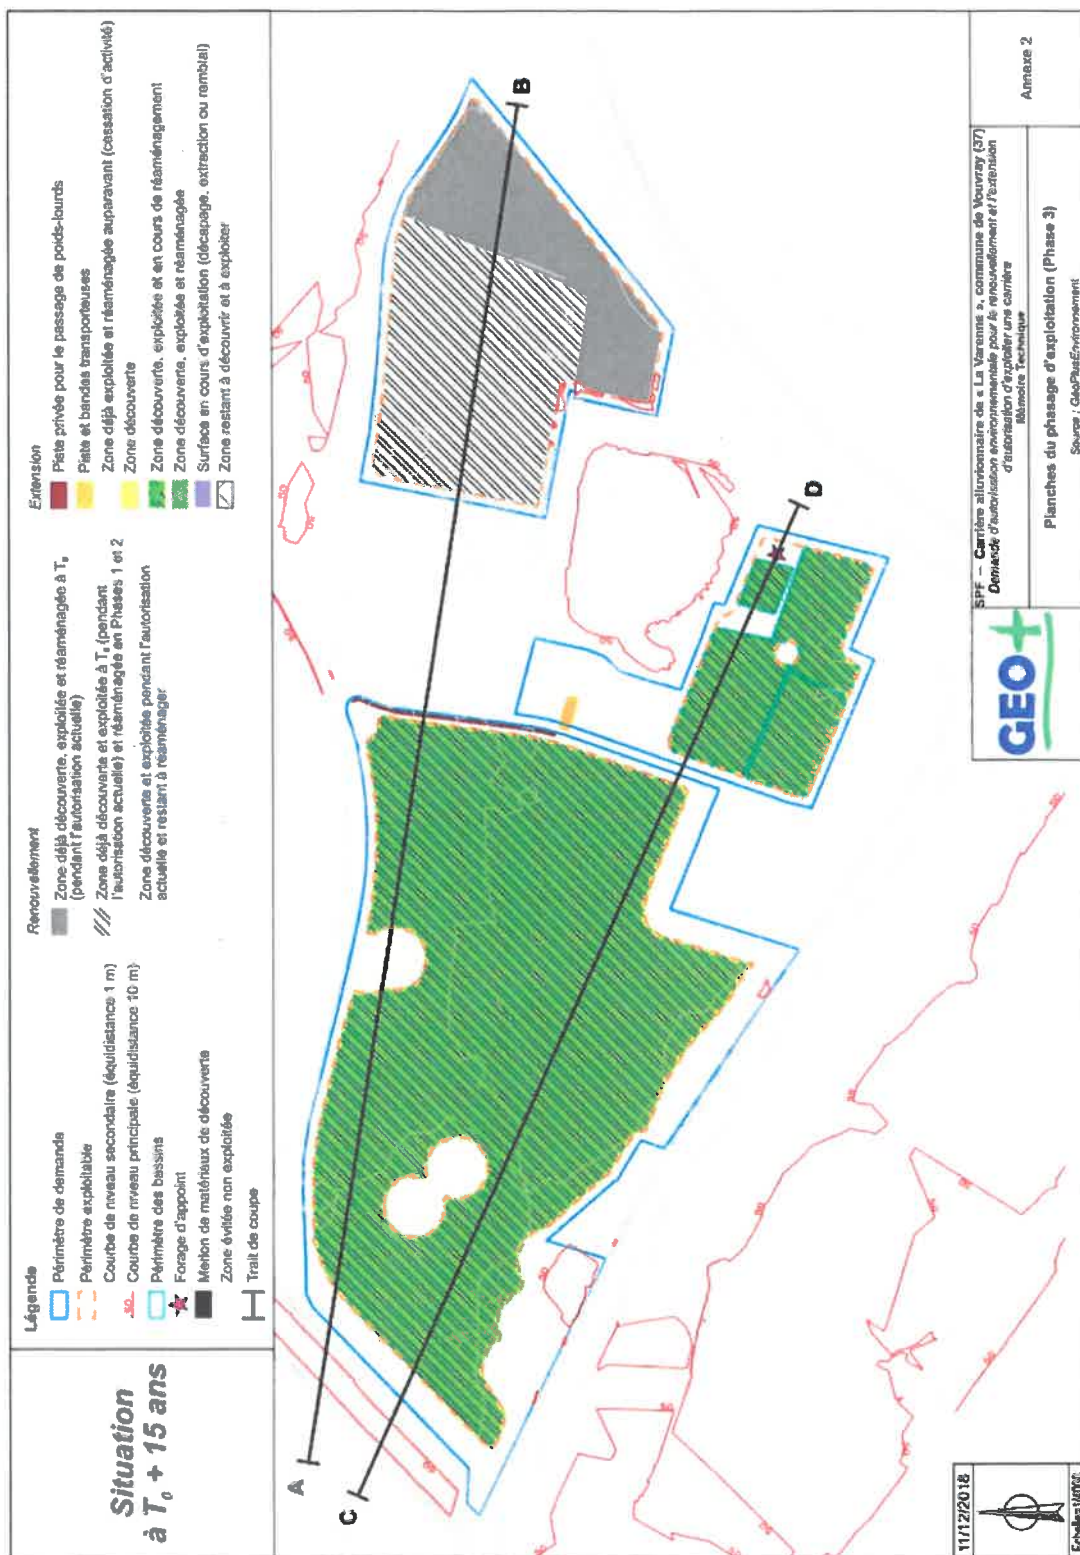 Situation
à T₀ + 15 ans
Légende
Périmètre de demande
Périmètre exploitable
Courbe de niveau secondaire (équidistance 1 m)
50
Courbe de niveau principale (équidistance 10 m)
Périmètre des bassins
Forage d'appoint
Merlon de matériaux de découverte
Zone évitée non exploitée
Trait de coupe
Renouvellement
Zone déjà découverte, exploitée et réaménagée à T₀
(pendant l'autorisation actuelle)
Zone déjà découverte et exploitée à T₀ (pendant
l'autorisation actuelle) et réaménagée en Phases 1 et 2
Zone découverte et exploitée pendant l'autorisation
actuelle et restant à réaménager
Extension
Piste privée pour le passage de poids-lourds
Piste et bandes transporteuses
Zone déjà exploitée et réaménagée auparavant (cessation d'activité)
Zone découverte
Zone découverte, exploitée et en cours de réaménagement
Zone découverte, exploitée et réaménagée
Surface en cours d'exploitation (décapage, extraction ou remblai)
Zone restant à découvrir et à exploiter
A
B
C
D
11/12/2018
GEO+
SPF – Carrière alluvionnaire de « La Varenne », commune de Vouvray (37)
Demande d'autorisation environnementale pour le renouvellement et l'extension
d'autorisation d'exploiter une carrière
Mémoire Technique
Annexe 2
Planches du phasage d'exploitation (Phase 3)
Source : GéoPlusEnvironnement